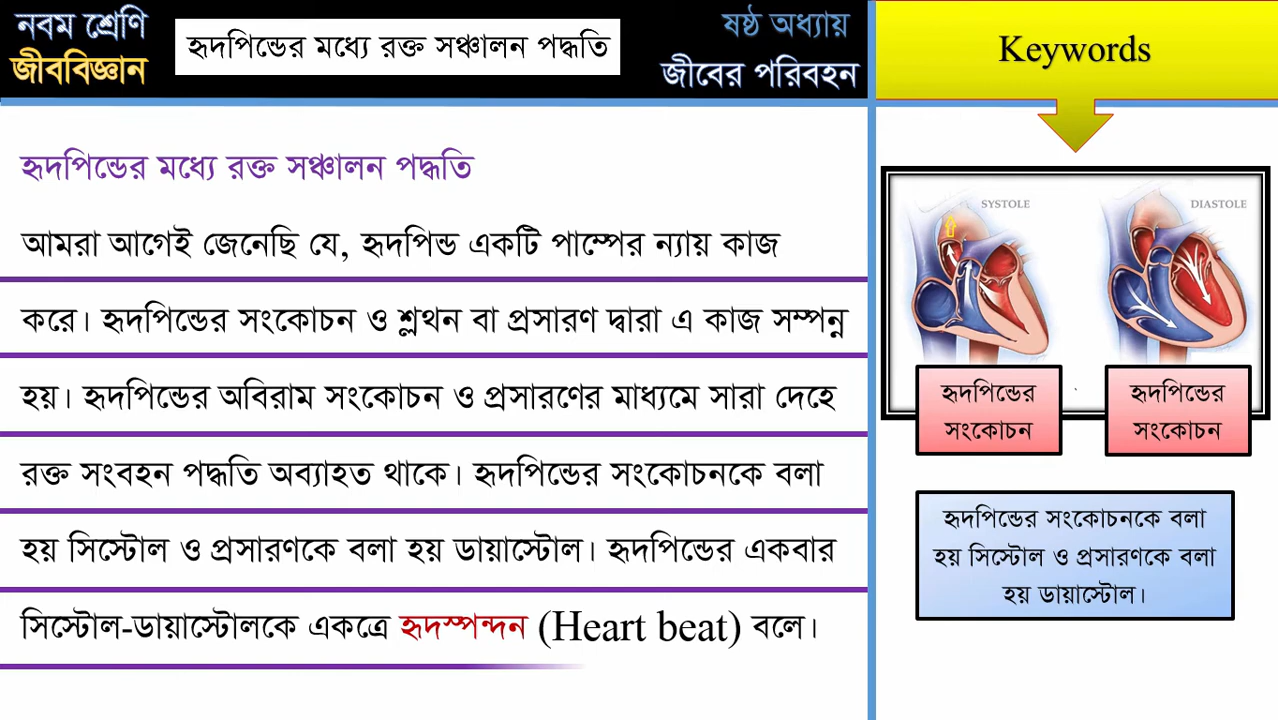 নবম শ্রেণি
জীববিজ্ঞান
হৃদপিন্ডের মধ্যে রক্ত সঞ্চালন পদ্ধতি
ষষ্ঠ অধ্যায়
জীবের পরিবহন
হৃদপিন্ডের মধ্যে রক্ত সঞ্চালন পদ্ধতি
আমরা আগেই জেনেছি যে, হৃদপিন্ড একটি পাম্পের ন্যায় কাজ
করে। হৃদপিন্ডের সংকোচন ও শ্লথন বা প্রসারণ দ্বারা এ কাজ সম্পন্ন
হয়। হৃদপিন্ডের অবিরাম সংকোচন ও প্রসারণের মাধ্যমে সারা দেহে
রক্ত সংবহন পদ্ধতি অব্যাহত থাকে। হৃদপিন্ডের সংকোচনকে বলা
হয় সিস্টোল ও প্রসারণকে বলা হয় ডায়াস্টোল। হৃদপিন্ডের একবার
সিস্টোল-ডায়াস্টোলকে একত্রে হৃদস্পন্দন (Heart beat) বলে।
Keywords
SYSTOLE
DIASTOLE
হৃদপিন্ডের
সংকোচন
হৃদপিন্ডের
সংকোচন
হৃদপিন্ডের সংকোচনকে বলা
হয় সিস্টোল ও প্রসারণকে বলা
হয় ডায়াস্টোল।